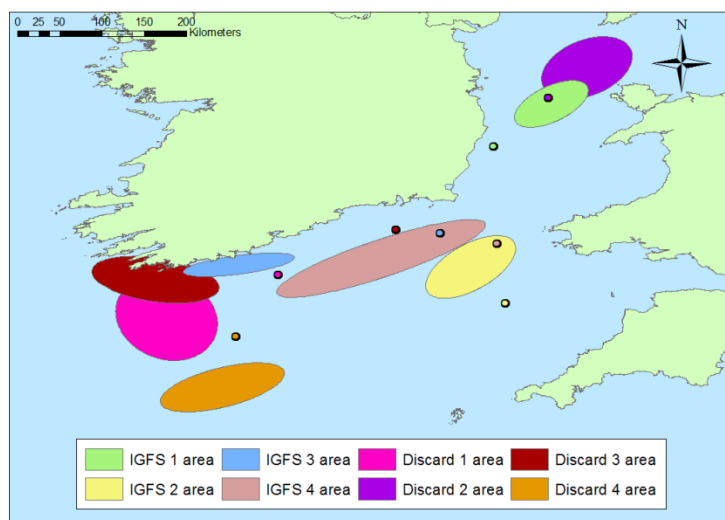 0 25 50 100 150 200
Kilometers
N
IGFS 1 area IGFS 3 area Discard 1 area Discard 3 area
IGFS 2 area IGFS 4 area Discard 2 area Discard 4 area